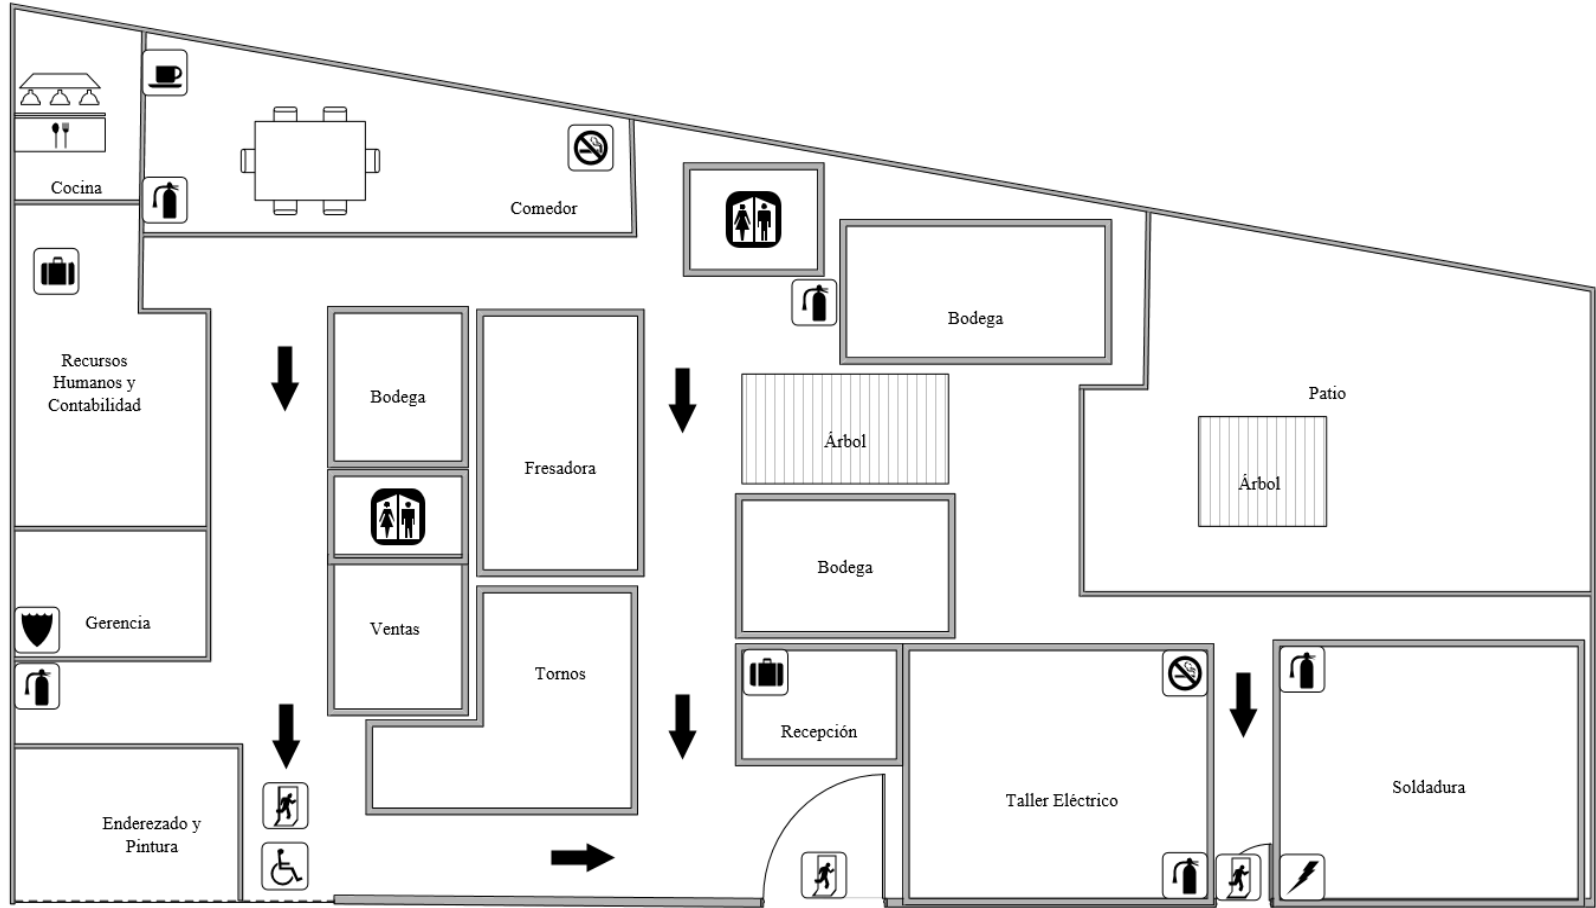 Cocina
Comedor
Recursos
Humanos y
Contabilidad
Bodega
Bodega
Fresadora
Árbol
Patio
Árbol
Bodega
Gerencia
Ventas
Tornos
Recepción
Taller Eléctrico
Soldadura
Enderezado y
Pintura